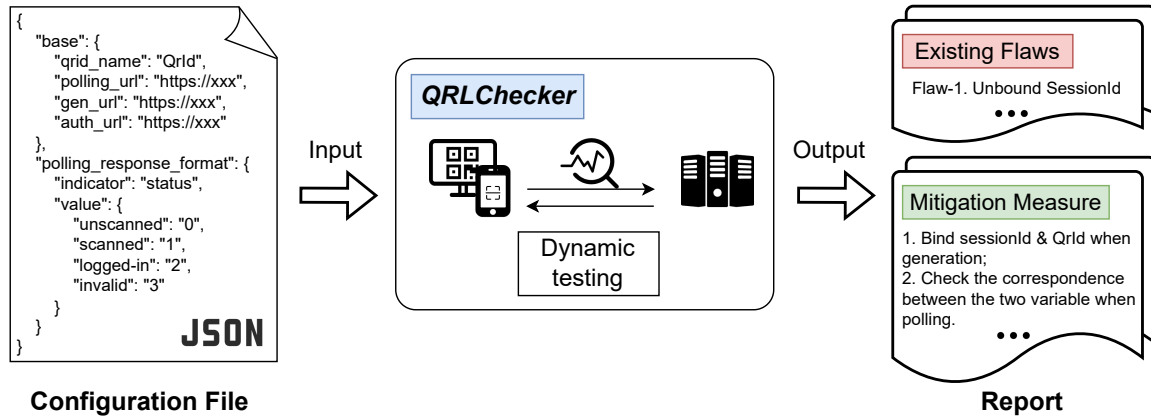 {
"base": {
"qrid_name": "QrId",
"polling_url": "https://xxx",
"gen_url": "https://xxx",
"auth_url": "https://xxx"
},
"polling_response_format": {
"indicator": "status",
"value": {
"unscanned": "0",
"scanned": "1",
"logged-in": "2",
"invalid": "3"
}
}
}
JSON
Configuration File
Input
QRLChecker
Dynamic
testing
Output
Existing Flaws
Flaw-1. Unbound SessionId
•••
Mitigation Measure
1. Bind sessionId & QrId when
generation;
2. Check the correspondence
between the two variable when
polling.
•••
Report